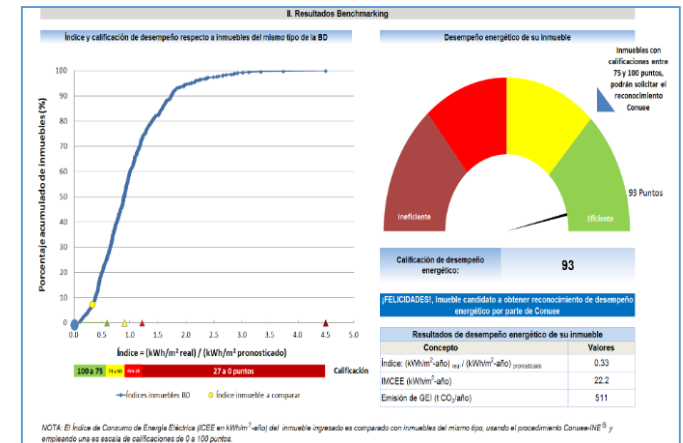 II. Resultados Benchmarking
Índice y calificación de desempeño respecto a inmuebles del mismo tipo de la BD
Desempeño energético de su inmueble
Inmuebles con
calificaciones entre
75 y 100 puntos,
podrán solicitar el
reconocimiento
Conuee
Porcentaje acumulado de inmuebles (%)
100
90
80
70
60
50
40
30
20
10
0
0.0 0.5 1.0 1.5 2.0 2.5 3.0 3.5 4.0 4.5 5.0
Índice = (kWh/m² real) / (kWh/m² pronosticado)
100 a 75
27 a 0 puntos
Calificación
Índices inmuebles BD
Índice inmueble a comparar
Ineficiente
Eficiente
93 Puntos
Calificación de desempeño
energético:
93
¡FELICIDADES!, Imueble candidato a obtener reconocimiento de desempeño
energético por parte de Conuee
Resultados de desempeño energético de su inmueble
Concepto Valores
Índice: (kWh/m²-año) real / (kWh/m²-año) pronosticado 0.33
IMCEE (kWh/m²-año) 22.2
Emisión de GEI (t CO₂/año) 511
NOTA: El Índice de Consumo de Energía Eléctrica (ICEE en kWh/m²-año) del inmueble ingresado es comparado con inmuebles del mismo tipo, usando el procedimiento Conuee-INE y
empleando una es escala de calificaciones de 0 a 100 puntos.